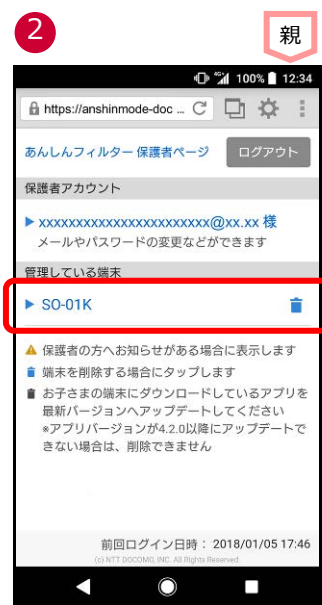 2
親
100% 12:34
https://anshinmode-doc ...
あんしんフィルター 保護者ページ
ログアウト
保護者アカウント
▶ xxxxxxxxxxxxxxxxxxxxxxx@xx.xx 様
メールやパスワードの変更などができます
管理している端末
▶ SO-01K
保護者の方へお知らせがある場合に表示します
端末を削除する場合にタップします
お子さまの端末にダウンロードしているアプリを
最新バージョンへアップデートしてください
※アプリバージョンが4.2.0以降にアップデートで
きない場合は、削除できません
前回ログイン日時： 2018/01/05 17:46
(c) NTT DOCOMO, INC. All Rights Reserved.